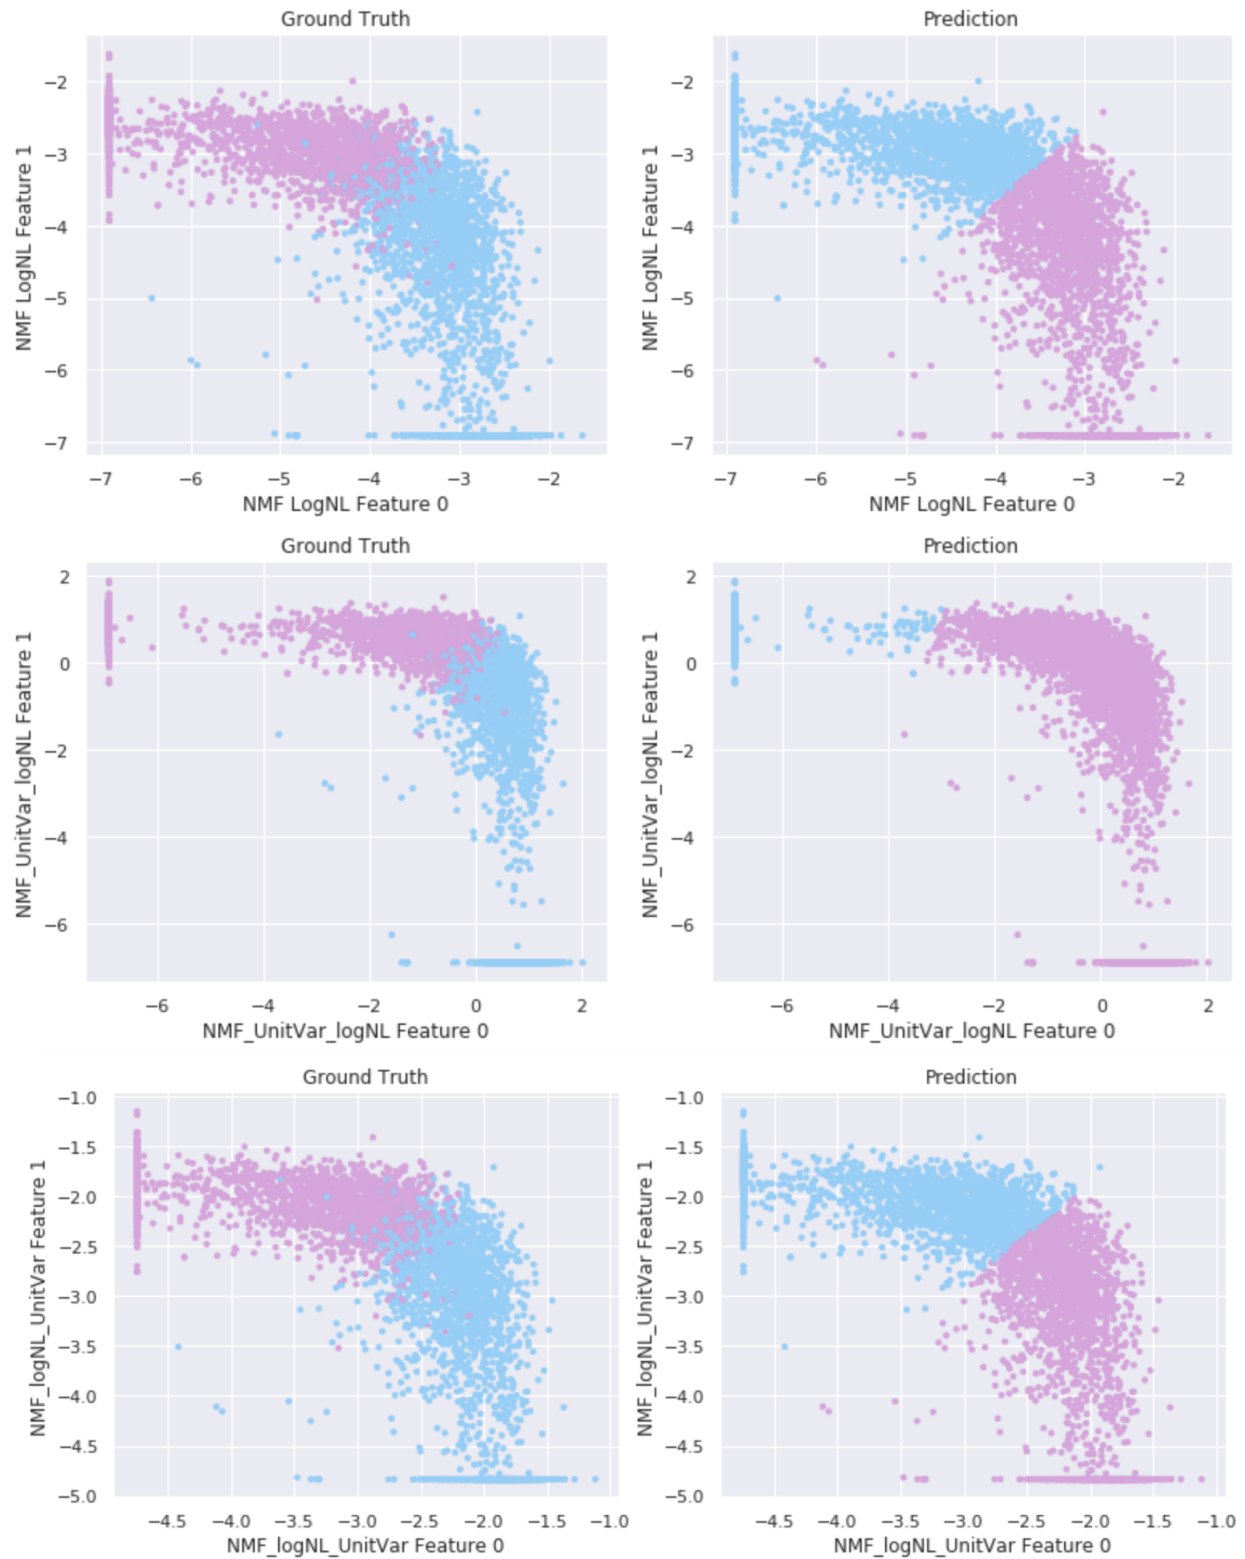 Ground Truth
Prediction
−2
−3
−4
−5
−6
−7
NMF LogNL Feature 1
−7 −6 −5 −4 −3 −2
NMF LogNL Feature 0
−2
−3
−4
−5
−6
−7
NMF LogNL Feature 1
−7 −6 −5 −4 −3 −2
NMF LogNL Feature 0
Ground Truth
Prediction
2
0
−2
−4
−6
NMF_UnitVar_logNL Feature 1
−6 −4 −2 0 2
NMF_UnitVar_logNL Feature 0
2
0
−2
−4
−6
NMF_UnitVar_logNL Feature 1
−6 −4 −2 0 2
NMF_UnitVar_logNL Feature 0
Ground Truth
Prediction
−1.0
−1.5
−2.0
−2.5
−3.0
−3.5
−4.0
−4.5
−5.0
NMF_logNL_UnitVar Feature 1
−4.5 −4.0 −3.5 −3.0 −2.5 −2.0 −1.5 −1.0
NMF_logNL_UnitVar Feature 0
−1.0
−1.5
−2.0
−2.5
−3.0
−3.5
−4.0
−4.5
−5.0
NMF_logNL_UnitVar Feature 1
−4.5 −4.0 −3.5 −3.0 −2.5 −2.0 −1.5 −1.0
NMF_logNL_UnitVar Feature 0